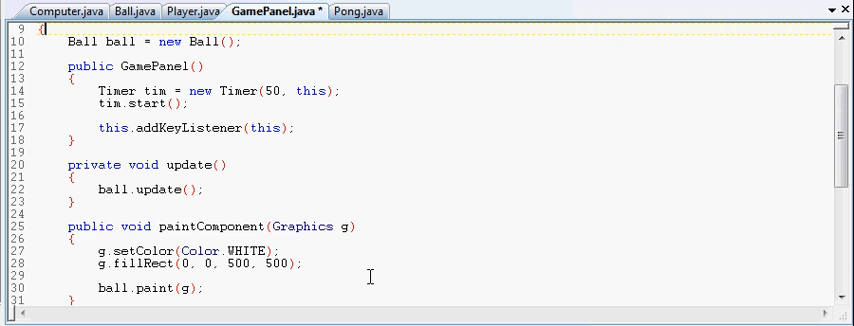 Computer.java Ball.java Player.java GamePanel.java * Pong.java
9 {
10 Ball ball = new Ball();
11
12 public GamePanel()
13 {
14 Timer tim = new Timer(50, this);
15 tim.start();
16
17 this.addKeyListener(this);
18 }
19
20 private void update()
21 {
22 ball.update();
23 }
24
25 public void paintComponent(Graphics g)
26 {
27 g.setColor(Color.WHITE);
28 g.fillRect(0, 0, 500, 500);
29
30 ball.paint(g);
31 }